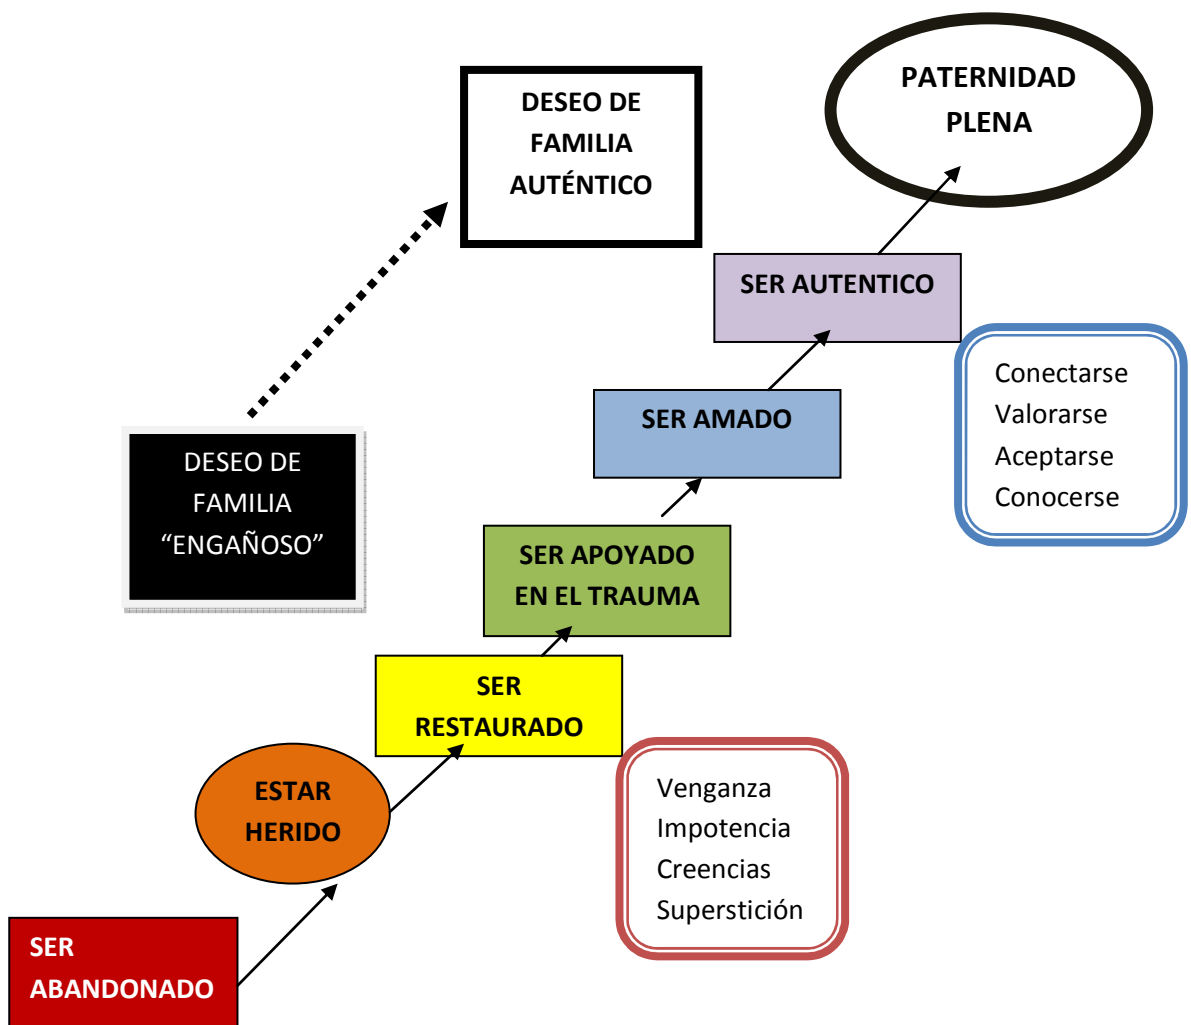 PATERNIDAD
PLENA
DESEO DE
FAMILIA
AUTÉNTICO
SER AUTENTICO
Conectarse
Valorarse
Aceptarse
Conocerse
SER AMADO
DESEO DE
FAMILIA
“ENGAÑOSO”
SER APOYADO
EN EL TRAUMA
SER
RESTAURADO
Venganza
Impotencia
Creencias
Superstición
ESTAR
HERIDO
SER
ABANDONADO